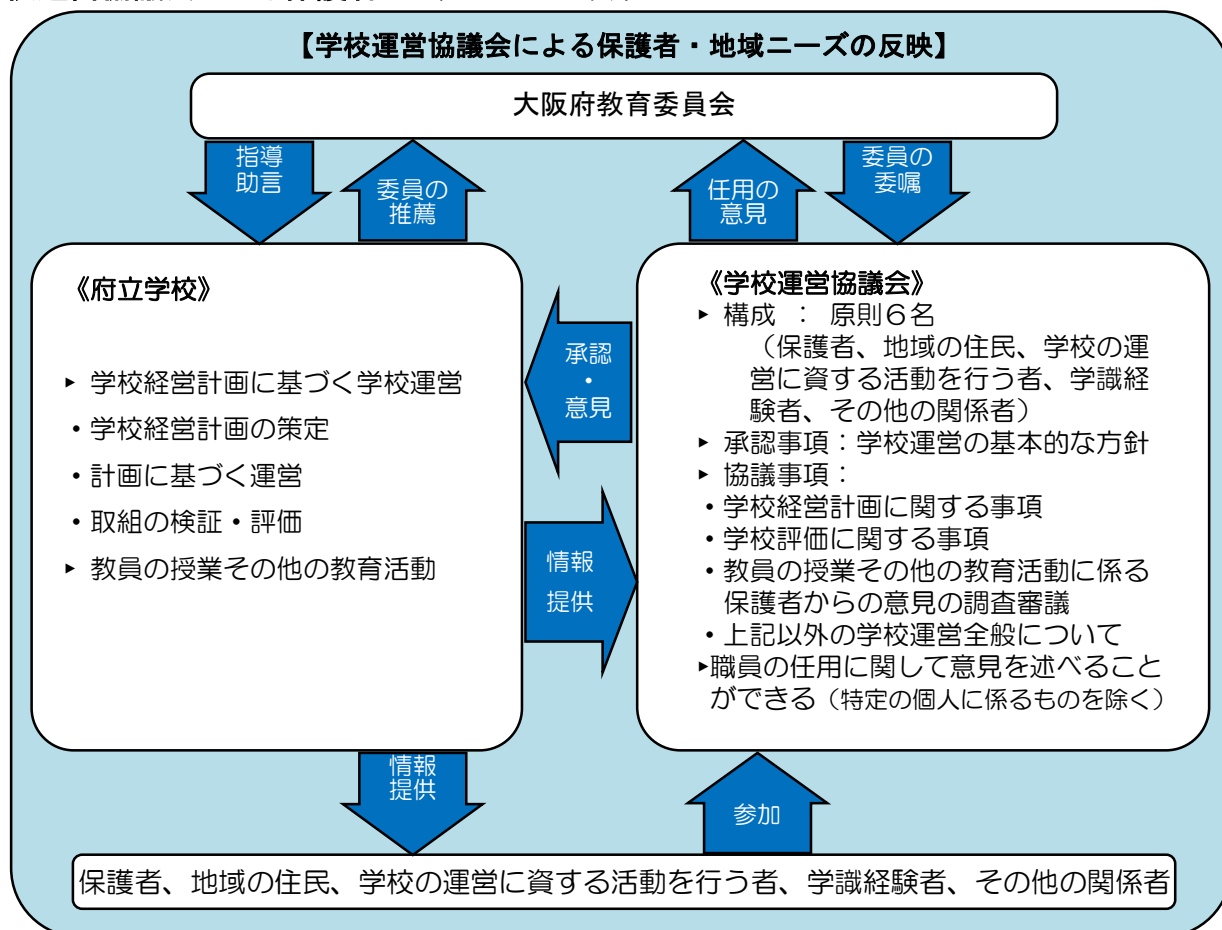 【学校運営協議会による保護者・地域ニーズの反映】
大阪府教育委員会
指導
助言
委員の
推薦
任用の
意見
委員の
委嘱
《府立学校》
▶ 学校経営計画に基づく学校運営
・学校経営計画の策定
・計画に基づく運営
・取組の検証・評価
▶ 教員の授業その他の教育活動
承認
・
意見
情報
提供
《学校運営協議会》
▶ 構成 ： 原則６名
（保護者、地域の住民、学校の運
営に資する活動を行う者、学識経
験者、その他の関係者）
▶ 承認事項：学校運営の基本的な方針
▶ 協議事項：
・学校経営計画に関する事項
・学校評価に関する事項
・教員の授業その他の教育活動に係る
保護者からの意見の調査審議
・上記以外の学校運営全般について
▶職員の任用に関して意見を述べること
ができる（特定の個人に係るものを除く）
情報
提供
参加
保護者、地域の住民、学校の運営に資する活動を行う者、学識経験者、その他の関係者